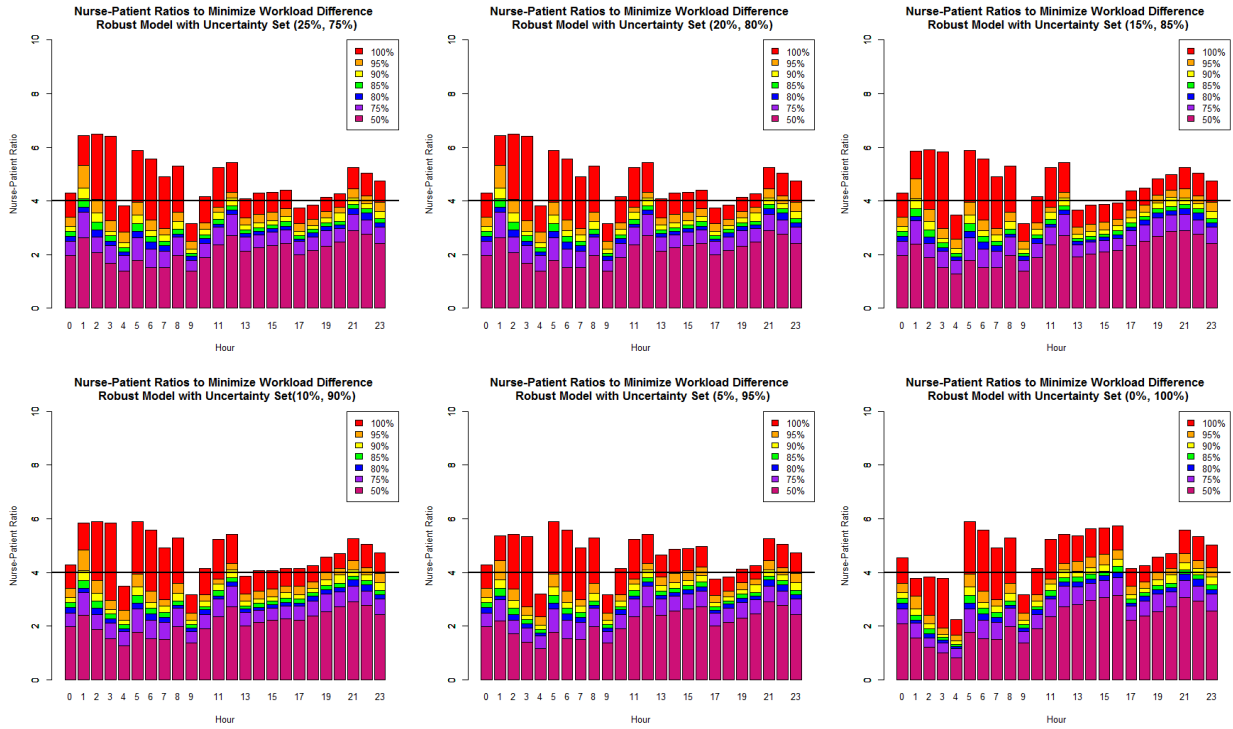 Nurse-Patient Ratios to Minimize Workload Difference
Robust Model with Uncertainty Set (25%, 75%)
10
8
6
4
2
0
Nurse-Patient Ratio
100%
95%
90%
85%
80%
75%
50%
0 1 2 3 4 5 6 7 8 9 11 13 15 17 19 21 23
Hour
Nurse-Patient Ratios to Minimize Workload Difference
Robust Model with Uncertainty Set (20%, 80%)
10
8
6
4
2
0
Nurse-Patient Ratio
100%
95%
90%
85%
80%
75%
50%
0 1 2 3 4 5 6 7 8 9 11 13 15 17 19 21 23
Hour
Nurse-Patient Ratios to Minimize Workload Difference
Robust Model with Uncertainty Set (15%, 85%)
10
8
6
4
2
0
Nurse-Patient Ratio
100%
95%
90%
85%
80%
75%
50%
0 1 2 3 4 5 6 7 8 9 11 13 15 17 19 21 23
Hour
Nurse-Patient Ratios to Minimize Workload Difference
Robust Model with Uncertainty Set(10%, 90%)
10
8
6
4
2
0
Nurse-Patient Ratio
100%
95%
90%
85%
80%
75%
50%
0 1 2 3 4 5 6 7 8 9 11 13 15 17 19 21 23
Hour
Nurse-Patient Ratios to Minimize Workload Difference
Robust Model with Uncertainty Set (5%, 95%)
10
8
6
4
2
0
Nurse-Patient Ratio
100%
95%
90%
85%
80%
75%
50%
0 1 2 3 4 5 6 7 8 9 11 13 15 17 19 21 23
Hour
Nurse-Patient Ratios to Minimize Workload Difference
Robust Model with Uncertainty Set (0%, 100%)
10
8
6
4
2
0
Nurse-Patient Ratio
100%
95%
90%
85%
80%
75%
50%
0 1 2 3 4 5 6 7 8 9 11 13 15 17 19 21 23
Hour